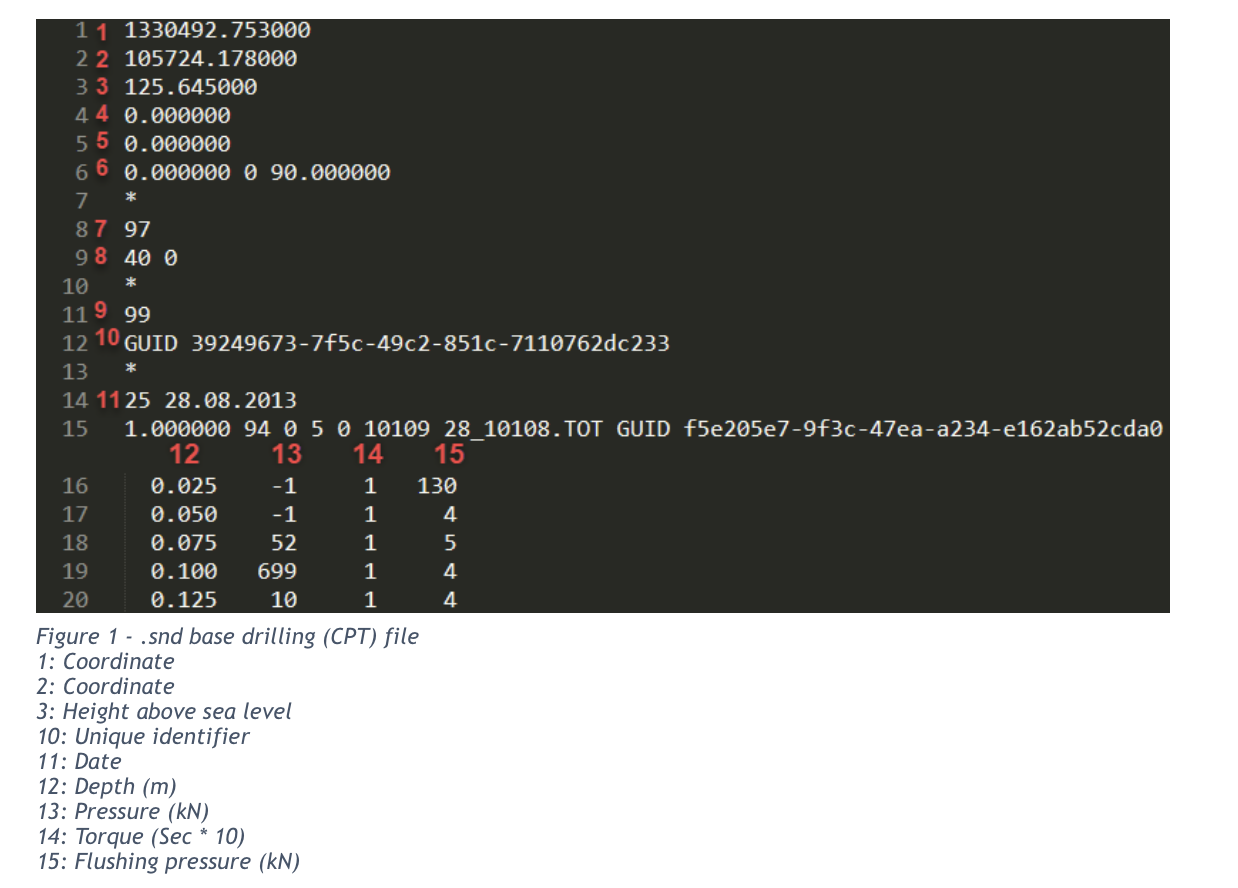 1 1 1330492.753000
2 2 105724.178000
3 3 125.645000
4 4 0.000000
5 5 0.000000
6 6 0.000000 0 90.000000
7 *
8 7 97
9 8 40 0
10 *
11 9 99
12 10 GUID 39249673-7f5c-49c2-851c-7110762dc233
13 *
14 11 25 28.08.2013
15 1.000000 94 0 5 0 10109 28_10108.TOT GUID f5e205e7-9f3c-47ea-a234-e162ab52cda0
12 13 14 15
16 0.025 -1 1 130
17 0.050 -1 1 4
18 0.075 52 1 5
19 0.100 699 1 4
20 0.125 10 1 4
Figure 1 - .snd base drilling (CPT) file
1: Coordinate
2: Coordinate
3: Height above sea level
10: Unique identifier
11: Date
12: Depth (m)
13: Pressure (kN)
14: Torque (Sec * 10)
15: Flushing pressure (kN)